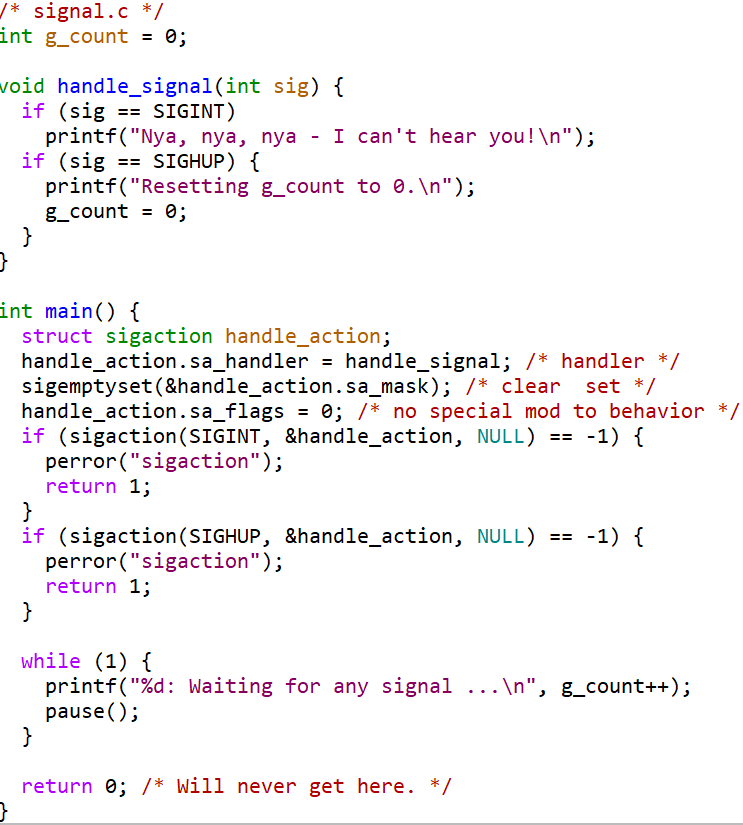 /* signal.c */
int g_count = 0;

void handle_signal(int sig) {
  if (sig == SIGINT)
    printf("Nya, nya, nya - I can't hear you!\n");
  if (sig == SIGHUP) {
    printf("Resetting g_count to 0.\n");
    g_count = 0;
  }
}

int main() {
  struct sigaction handle_action;
  handle_action.sa_handler = handle_signal; /* handler */
  sigemptyset(&handle_action.sa_mask); /* clear  set */
  handle_action.sa_flags = 0; /* no special mod to behavior */
  if (sigaction(SIGINT, &handle_action, NULL) == -1) {
    perror("sigaction");
    return 1;
  }
  if (sigaction(SIGHUP, &handle_action, NULL) == -1) {
    perror("sigaction");
    return 1;
  }

  while (1) {
    printf("%d: Waiting for any signal ...\n", g_count++);
    pause();
  }

  return 0; /* Will never get here. */
}